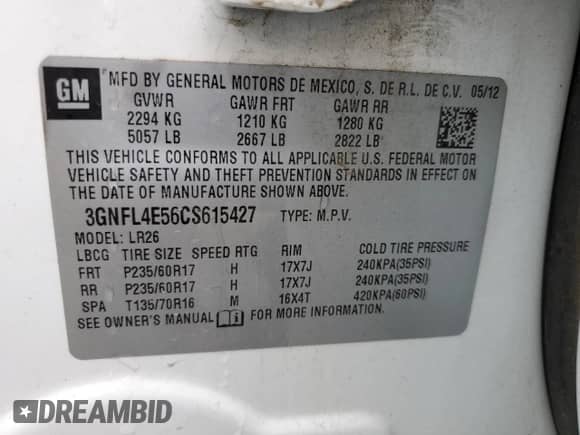 GM
MFD BY GENERAL MOTORS DE MEXICO, S. DE R.L. DE C.V. 05/12
GVWR GAWR FRT GAWR RR
2294 KG 1210 KG 1280 KG
5057 LB 2667 LB 2822 LB
THIS VEHICLE CONFORMS TO ALL APPLICABLE U.S. FEDERAL MOTOR
VEHICLE SAFETY AND THEFT PREVENTION STANDARDS IN EFFECT ON
THE DATE OF MANUFACTURE SHOWN ABOVE.
3GNFL4E56CS615427 TYPE: M.P.V.
MODEL: LR26
LBCG TIRE SIZE SPEED RTG RIM COLD TIRE PRESSURE
FRT P235/60R17 H 17X7J 240KPA(35PSI)
RR P235/60R17 H 17X7J 240KPA(35PSI)
SPA T135/70R16 M 16X4T 420KPA(60PSI)
SEE OWNER'S MANUAL FOR MORE INFORMATION.
DREAMBID